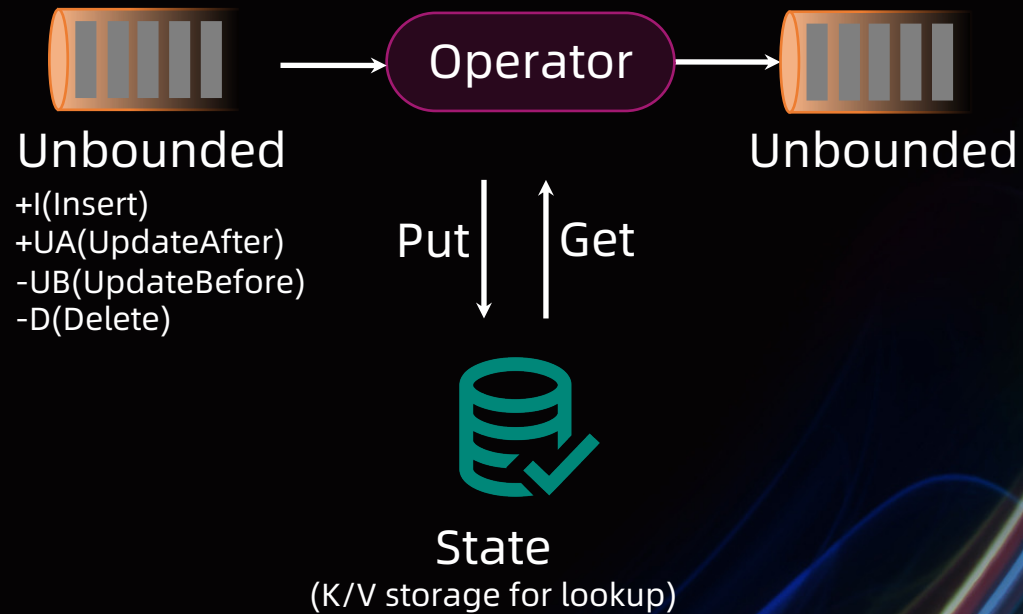 Operator
Unbounded
Unbounded
+I(Insert)
+UA(UpdateAfter)
-UB(UpdateBefore)
-D(Delete)
Put
Get
State
(K/V storage for lookup)